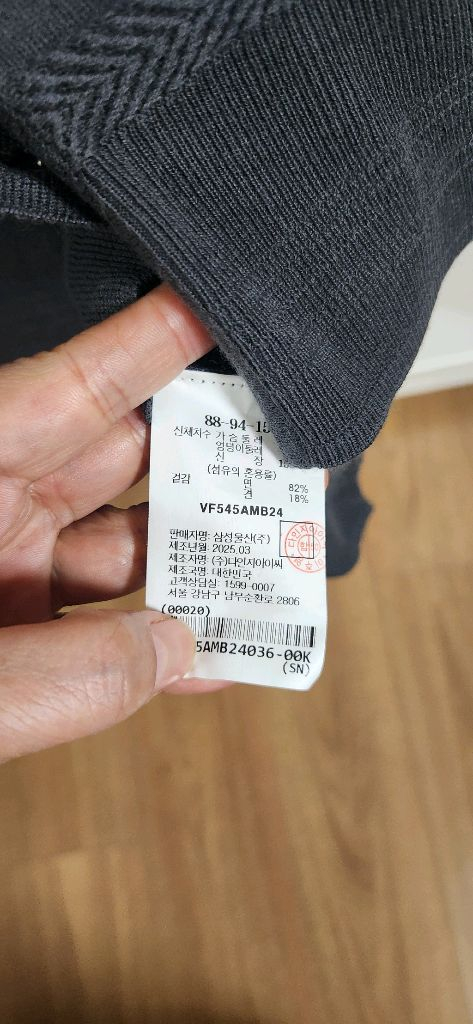 88-94-15
신체치수 가슴둘레
엉덩이둘레
신 장 15
(섬유의 혼용률)
겉감 면 82%
견 18%
VF545AMB24
판매자명: 삼성물산(주)
제조년월: 2025.03
제조자명: (주)다인지아이씨
제조국명: 대한민국
고객상담실: 1599-0007
서울 강남구 남부순환로 2806
(00020)
5AMB24036-00K
(SN)